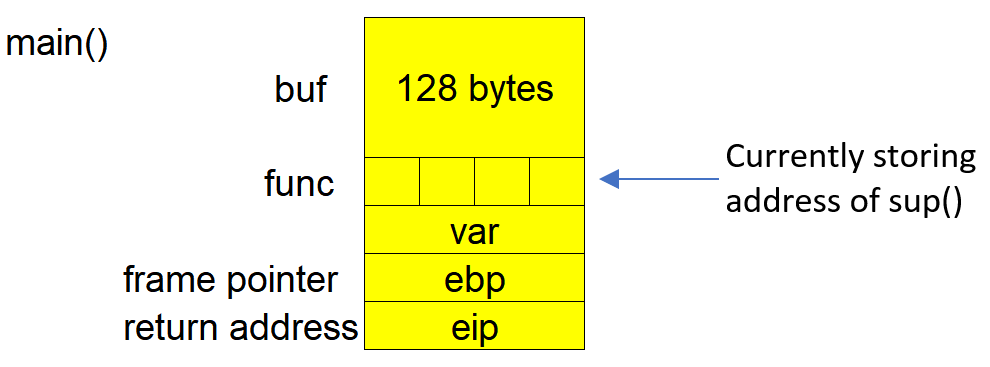 main()
buf
128 bytes
func
Currently storing
address of sup()
var
frame pointer
ebp
return address
eip